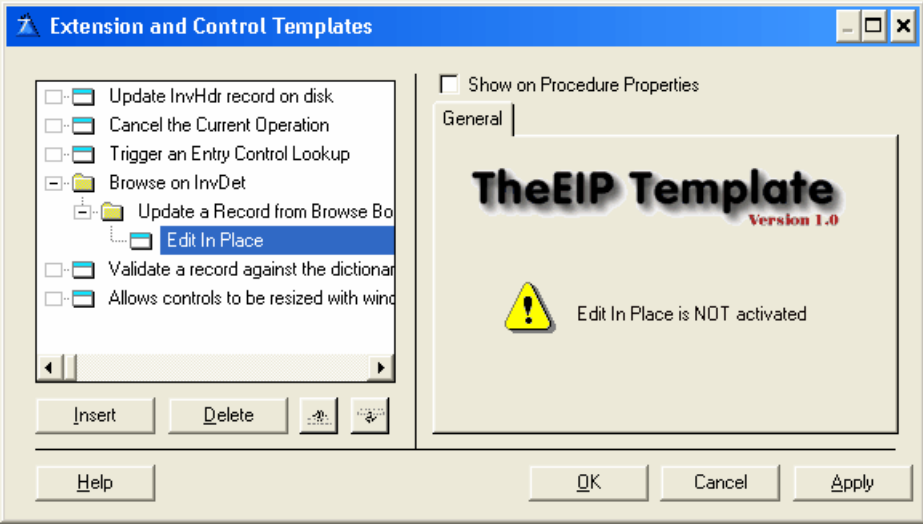 Extension and Control Templates
Update InvHdr record on disk
Cancel the Current Operation
Trigger an Entry Control Lookup
Browse on InvDet
Update a Record from Browse Bo
Edit In Place
Validate a record against the dictionar
Allows controls to be resized with wind
Insert
Delete
Show on Procedure Properties
General
TheEIP Template
Version 1.0
Edit In Place is NOT activated
Help
OK
Cancel
Apply